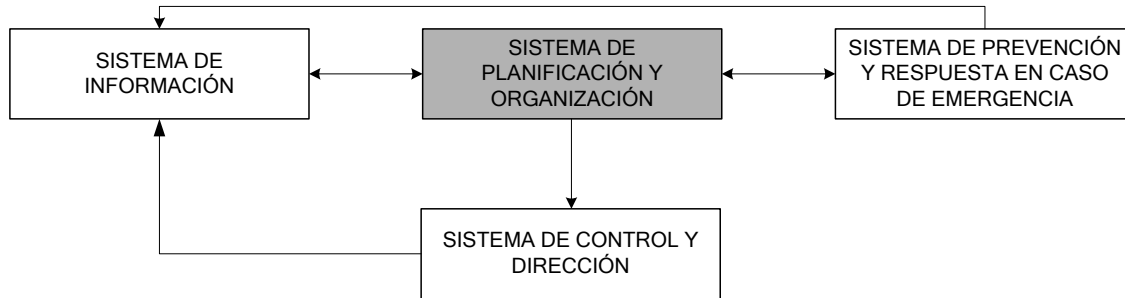 SISTEMA DE
INFORMACIÓN
SISTEMA DE
PLANIFICACIÓN Y
ORGANIZACIÓN
SISTEMA DE PREVENCIÓN
Y RESPUESTA EN CASO
DE EMERGENCIA
SISTEMA DE CONTROL Y
DIRECCIÓN